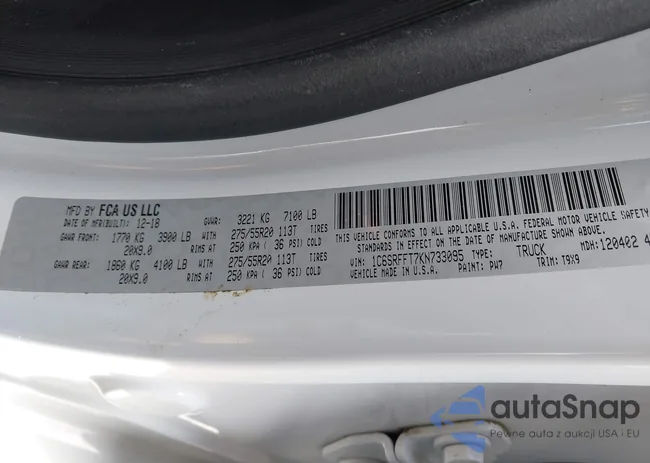 MFD BY FCA US LLC
DATE OF MFR(BUILT): 12-18 GVWR: 3221 KG 7100 LB
GAWR FRONT: 1770 KG 3900 LB WITH 275/55R20 113T TIRES
20X9.0 RIMS AT 250 KPA ( 36 PSI) COLD
GAWR REAR: 1860 KG 4100 LB WITH 275/55R20 113T TIRES
20X9.0 RIMS AT 250 KPA ( 36 PSI) COLD
THIS VEHICLE CONFORMS TO ALL APPLICABLE U.S.A. FEDERAL MOTOR VEHICLE SAFETY
STANDARDS IN EFFECT ON THE DATE OF MANUFACTURE SHOWN ABOVE.
VIN: 1C6SRFFT7KN733095 TYPE: TRUCK MDH: 120402 4
VEHICLE MADE IN U.S.A. PAINT: PW7 TRIM: T9X9
autaSnap
Pewne auta z aukcji USA i EU